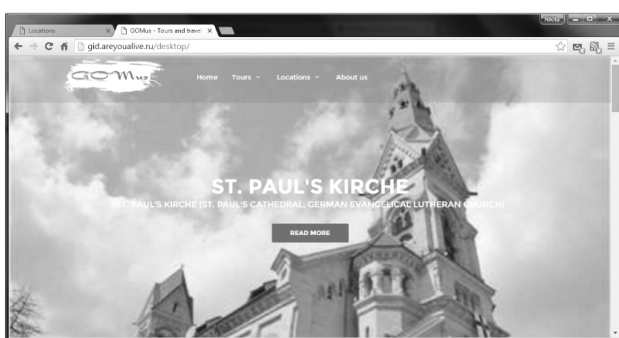 Nikita
Locations
GOMus - Tours and travel
gid.areyoualive.ru/desktop/
GOMus Home Tours Locations About us
ST. PAUL'S KIRCHE
(ST. PAUL'S KIRCHE (ST. PAUL'S CATHEDRAL, GERMAN EVANGELICAL LUTHERAN CHURCH)
READ MORE